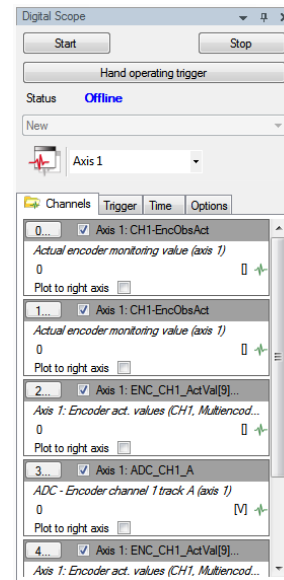 Digital Scope
Start Stop
Hand operating trigger
Status Offline
New
Axis 1
Channels Trigger Time Options
0... Axis 1: CH1-EncObsAct
Actual encoder monitoring value (axis 1)
0 []
Plot to right axis
1... Axis 1: CH1-EncObsAct
Actual encoder monitoring value (axis 1)
0 []
Plot to right axis
2... Axis 1: ENC_CH1_ActVal[9]...
Axis 1: Encoder act. values (CH1, Multiencod...
0 []
Plot to right axis
3... Axis 1: ADC_CH1_A
ADC - Encoder channel 1 track A (axis 1)
0 [V]
Plot to right axis
4... Axis 1: ENC_CH1_ActVal[9]...
Axis 1: Encoder act. values (CH1, Multiencod...